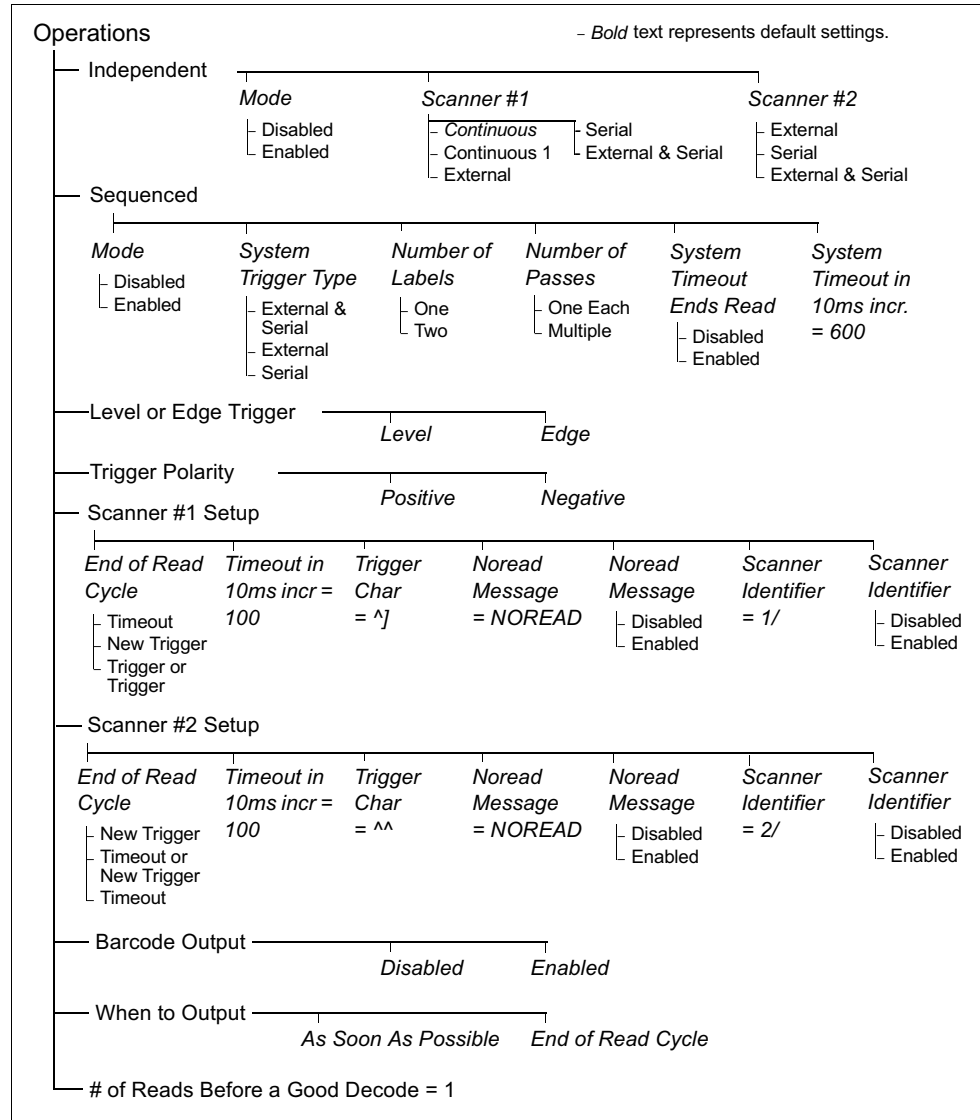 Operations
– Bold text represents default settings.
Independent
Mode
Disabled
Enabled
Scanner #1
Continuous
Continuous 1
External
Serial
External & Serial
Scanner #2
External
Serial
External & Serial
Sequenced
Mode
Disabled
Enabled
System
Trigger Type
External &
Serial
External
Serial
Number of
Labels
One
Two
Number of
Passes
One Each
Multiple
System
Timeout
Ends Read
Disabled
Enabled
System
Timeout in
10ms incr.
= 600
Level or Edge Trigger
Level
Edge
Trigger Polarity
Positive
Negative
Scanner #1 Setup
End of Read
Cycle
Timeout
New Trigger
Trigger or
Trigger
Timeout in
10ms incr =
100
Trigger
Char
= ^]
Noread
Message
= NOREAD
Noread
Message
Disabled
Enabled
Scanner
Identifier
= 1/
Scanner
Identifier
Disabled
Enabled
Scanner #2 Setup
End of Read
Cycle
New Trigger
Timeout or
New Trigger
Timeout
Timeout in
10ms incr =
100
Trigger
Char
= ^^
Noread
Message
= NOREAD
Noread
Message
Disabled
Enabled
Scanner
Identifier
= 2/
Scanner
Identifier
Disabled
Enabled
Barcode Output
Disabled
Enabled
When to Output
As Soon As Possible
End of Read Cycle
# of Reads Before a Good Decode = 1